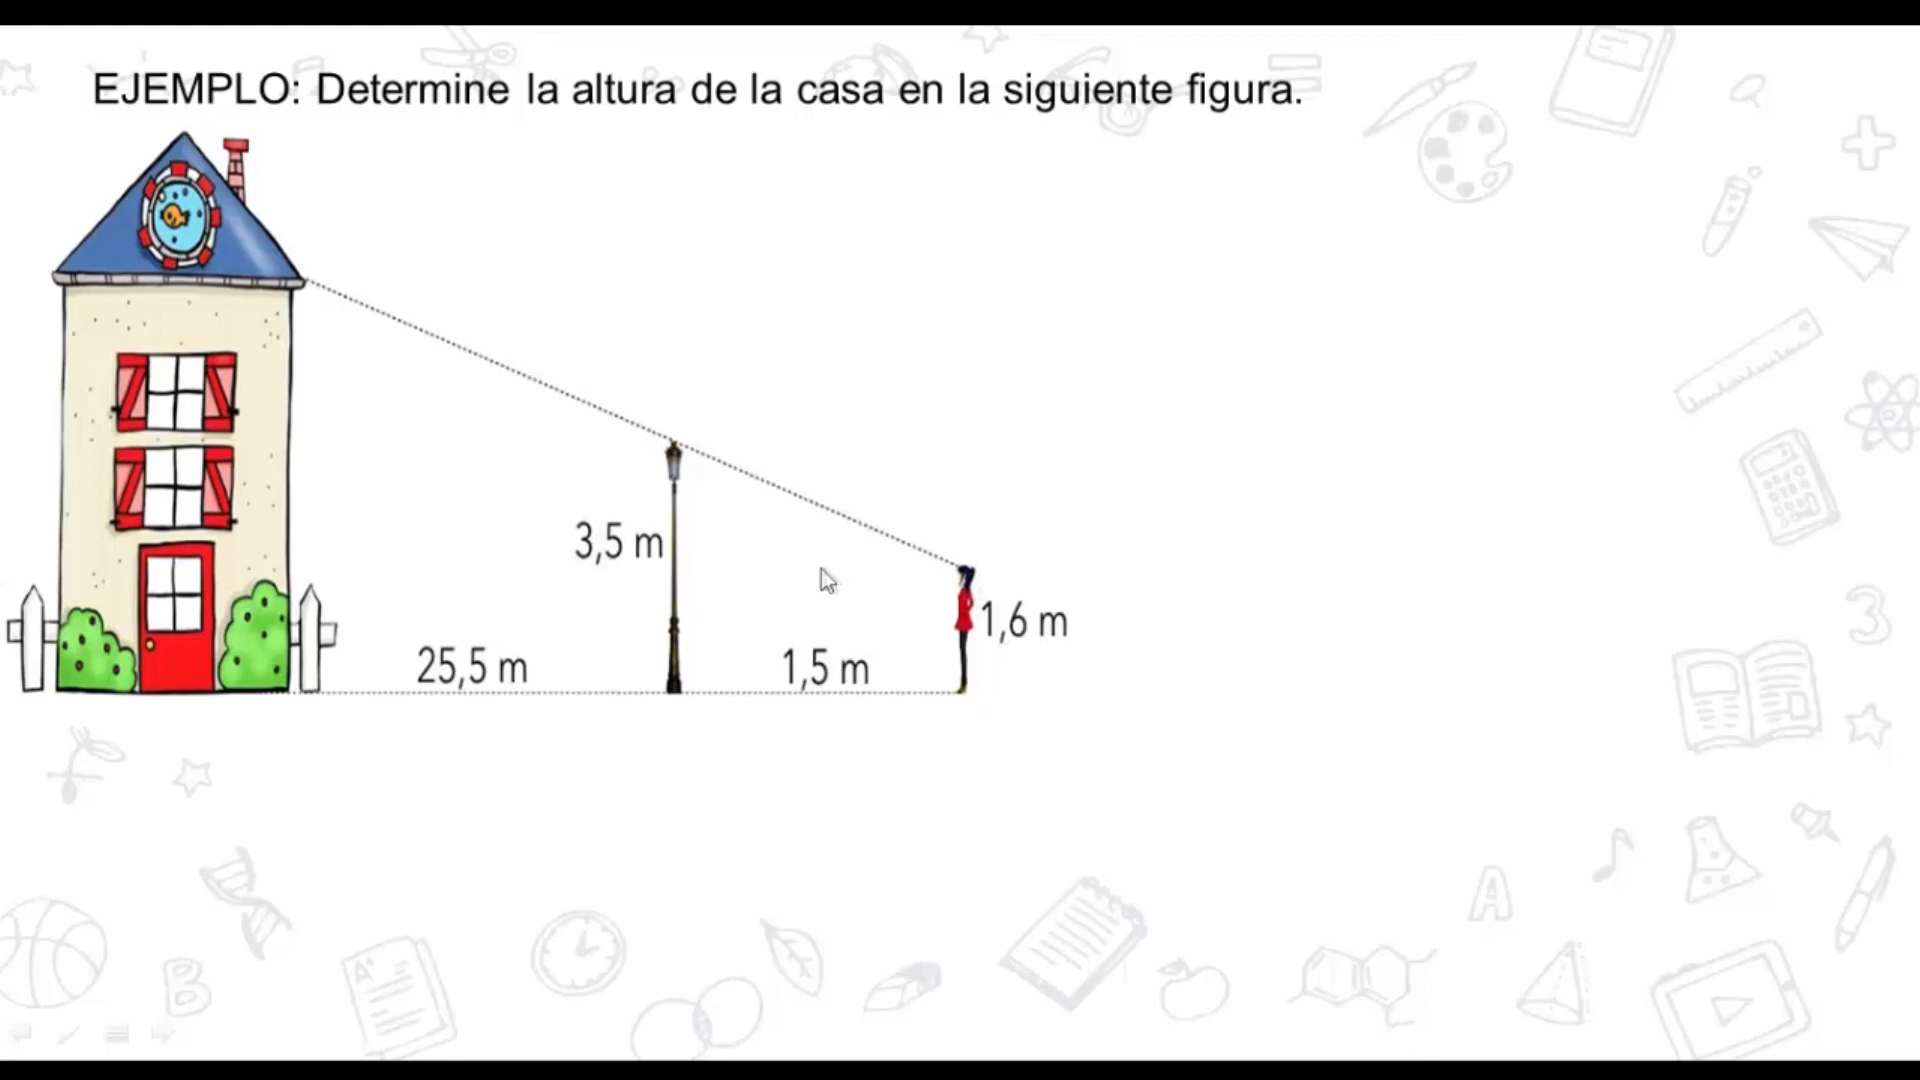 EJEMPLO: Determine la altura de la casa en la siguiente figura.
3,5 m
1,6 m
25,5 m
1,5 m
3
A
A+
B